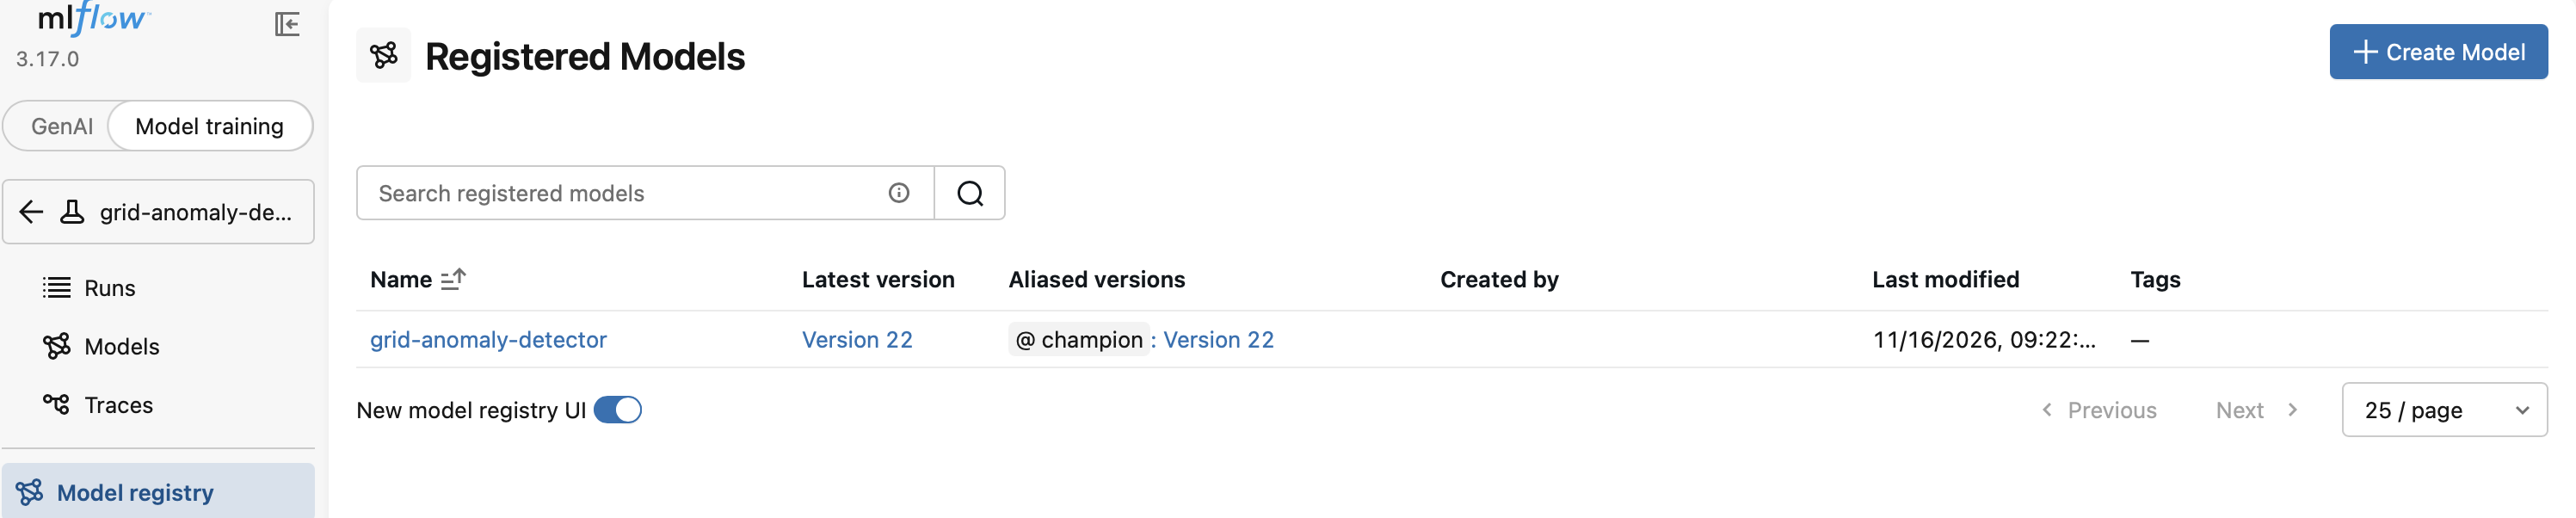 mlflow
3.17.0
GenAI Model training
grid-anomaly-de...
Runs
Models
Traces
Model registry
Registered Models
+ Create Model
Search registered models
Name Latest version Aliased versions Created by Last modified Tags
grid-anomaly-detector Version 22 @ champion : Version 22 11/16/2026, 09:22:... —
New model registry UI
Previous Next 25 / page